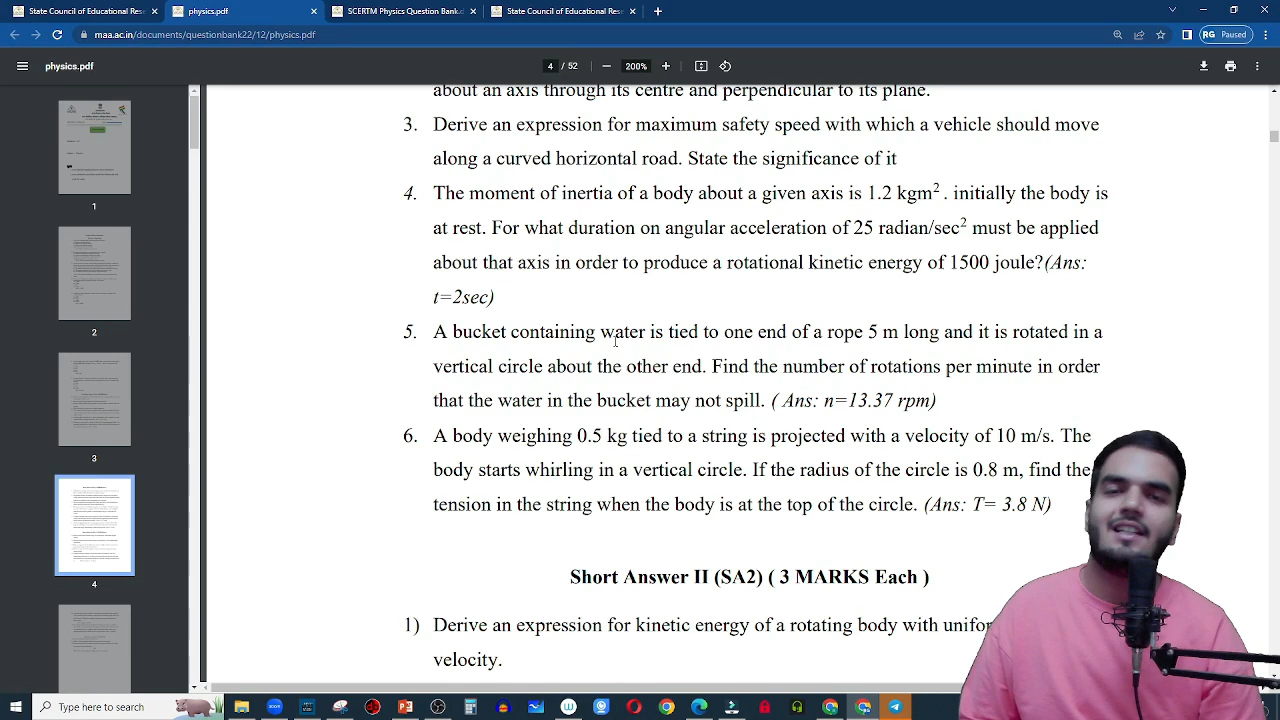 State Council of Educational Rese
physics.pdf
SCERTM Physics Question Bank
State Council of Educational Rese
maa.ac.in/documents/questionbank22/12/physics.pdf
RG Paused
physics.pdf
4 / 52
200%
about an axis through its centre and perpendicular to its plane.
3. Derive an expression for maximum safety speed with which a vehicle should move
along a curved horizontal road. State the significance of it
4. The moment of inertia of a body about a given axis is 1.2 kgm². initially the body is
at rest. For what duration on angular acceleration of 25 radian/sec² must be applied
about that axis in order to produce a rotational kinetic energy of 1500 joule?(Ans:
t=2sec)
5. A bucket containing water is tied to one end of a rope 5 m long and it is rotated in a
vertical circle about the other end. Find the number of rotations per minute in order
that the water in the bucket may not spill. ( Ans: n=13.37 rpm)
6. A body weighing 0.5 kg tied to a string is projected with a velocity of 10 m/s. The
body starts whirling in a vertical circle. If the radius of the circle is 0.8 m, find the
tension in the string when the body is at the top of the circle. (Ans:T= 3.8 N)
Short Answer II (SA2) ( 3 MARKS Each )
1) Derive an expression for kinetic energy of a rotating body with unifo
velocity.
1
2
3
4
Type here to search